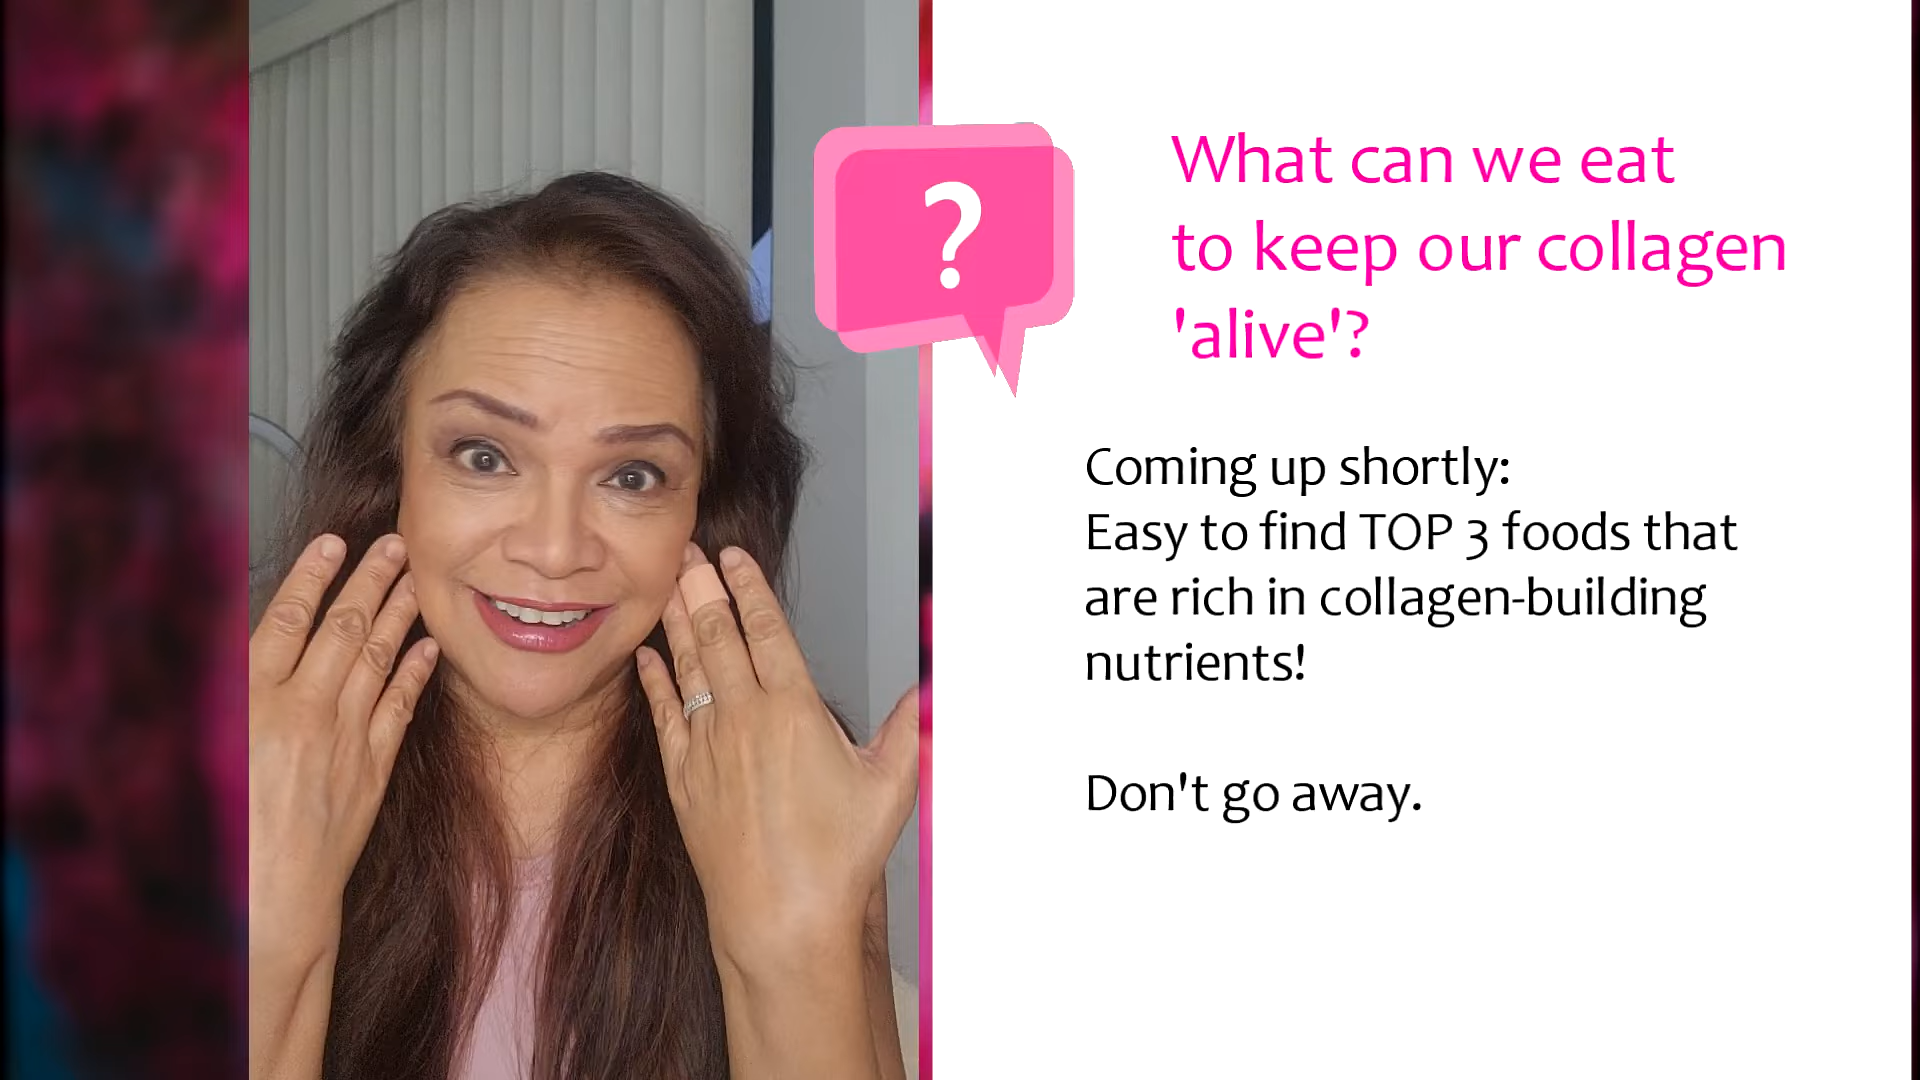 ?
What can we eat
to keep our collagen
'alive'?
Coming up shortly:
Easy to find TOP 3 foods that
are rich in collagen-building
nutrients!
Don't go away.